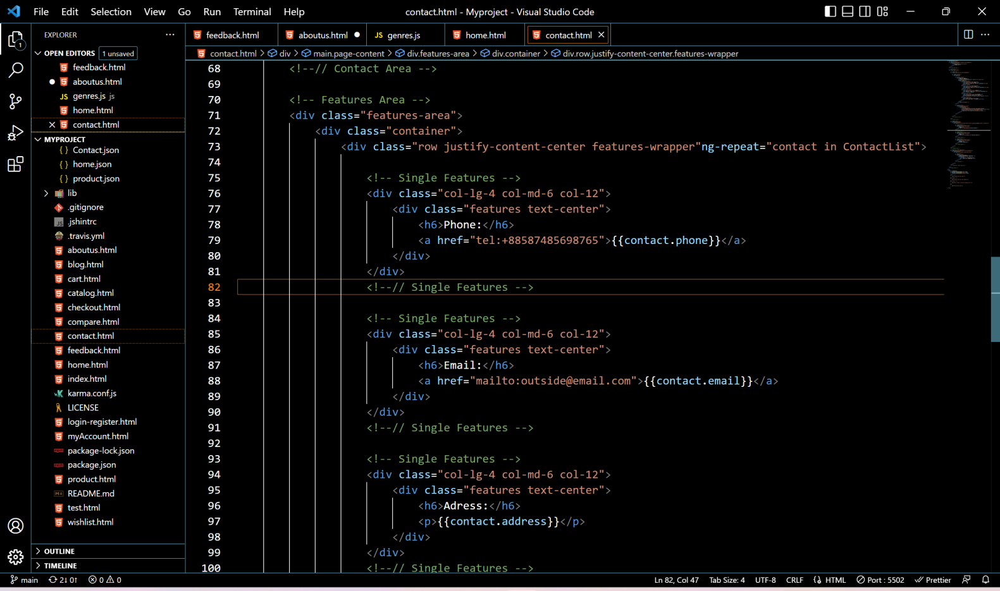 File Edit Selection View Go Run Terminal Help
contact.html - Myproject - Visual Studio Code
EXPLORER
1
OPEN EDITORS 1 unsaved
feedback.html
aboutus.html
JS genres.js js
home.html
contact.html
MYPROJECT
{ } Contact.json
{ } home.json
{ } product.json
lib
.gitignore
.jshintrc
.travis.yml
aboutus.html
blog.html
cart.html
catalog.html
checkout.html
compare.html
contact.html
feedback.html
home.html
index.html
karma.conf.js
LICENSE
login-register.html
myAccount.html
package-lock.json
package.json
product.html
README.md
test.html
wishlist.html
OUTLINE
TIMELINE
feedback.html aboutus.html JS genres.js home.html contact.html
contact.html > div > main.page-content > div.features-area > div.container > div.row.justify-content-center.features-wrapper
68 <!--// Contact Area -->
69
70 <!-- Features Area -->
71 <div class="features-area">
72 <div class="container">
73 <div class="row justify-content-center features-wrapper"ng-repeat="contact in ContactList">
74
75 <!-- Single Features -->
76 <div class="col-lg-4 col-md-6 col-12">
77 <div class="features text-center">
78 <h6>Phone:</h6>
79 <a href="tel:+88587485698765">{{contact.phone}}</a>
80 </div>
81 </div>
82 <!--// Single Features -->
83
84 <!-- Single Features -->
85 <div class="col-lg-4 col-md-6 col-12">
86 <div class="features text-center">
87 <h6>Email:</h6>
88 <a href="mailto:outside@email.com">{{contact.email}}</a>
89 </div>
90 </div>
91 <!--// Single Features -->
92
93 <!-- Single Features -->
94 <div class="col-lg-4 col-md-6 col-12">
95 <div class="features text-center">
96 <h6>Adress:</h6>
97 <p>{{contact.address}}</p>
98 </div>
99 </div>
100 <!--// Single Features -->
main 2↓ 0↑ 0 0 Ln 82, Col 47 Tab Size: 4 UTF-8 CRLF HTML Port : 5502 Prettier